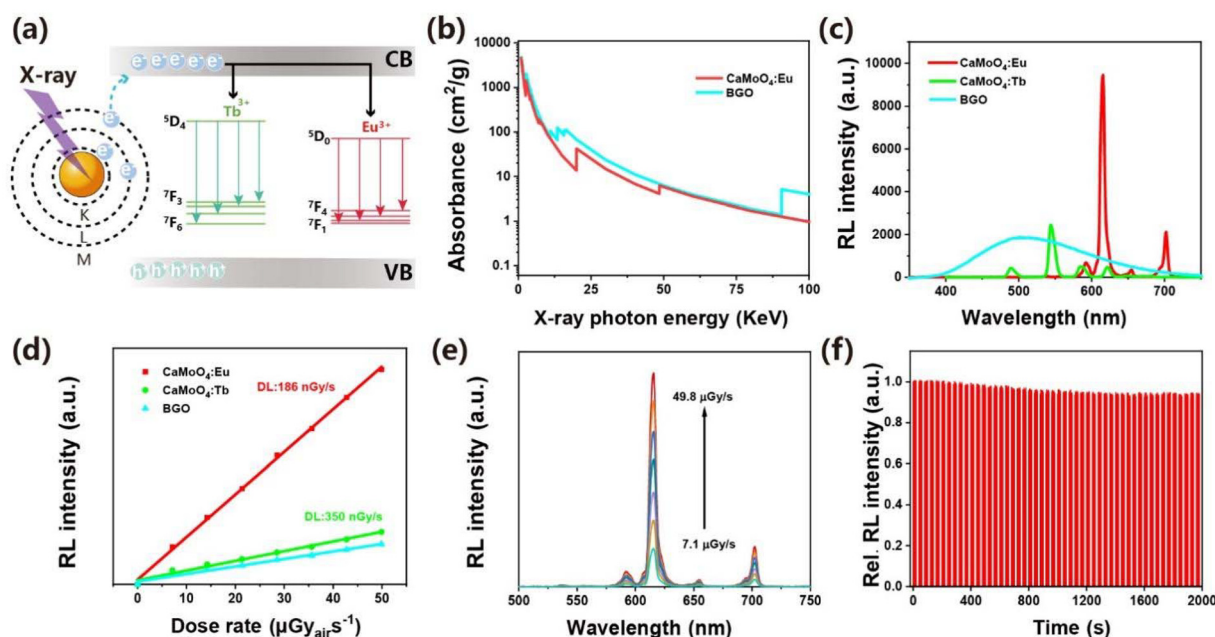 (a)
X-ray
e⁻ e⁻ e⁻ e⁻ e⁻
CB
e⁻
e⁻
e⁻
K
L
M
Tb³⁺
⁵D₄
⁷F₃
⁷F₆
Eu³⁺
⁵D₀
⁷F₄
⁷F₁
h⁺ h⁺ h⁺ h⁺ h⁺
VB
(b)
Absorbance (cm²/g)
10000
1000
100
10
1
0.1
CaMoO₄:Eu
BGO
0 25 50 75 100
X-ray photon energy (KeV)
(c)
RL intensity (a.u.)
10000
8000
6000
4000
2000
0
CaMoO₄:Eu
CaMoO₄:Tb
BGO
400 500 600 700
Wavelength (nm)
(d)
RL intensity (a.u.)
CaMoO₄:Eu
CaMoO₄:Tb
BGO
DL:186 nGy/s
DL:350 nGy/s
0 10 20 30 40 50
Dose rate (μGyₐᵢᵣs⁻¹)
(e)
RL intensity (a.u.)
49.8 μGy/s
7.1 μGy/s
500 550 600 650 700 750
Wavelength (nm)
(f)
Rel. RL intensity (a.u.)
1.0
0.8
0.6
0.4
0.2
0.0
0 400 800 1200 1600 2000
Time (s)